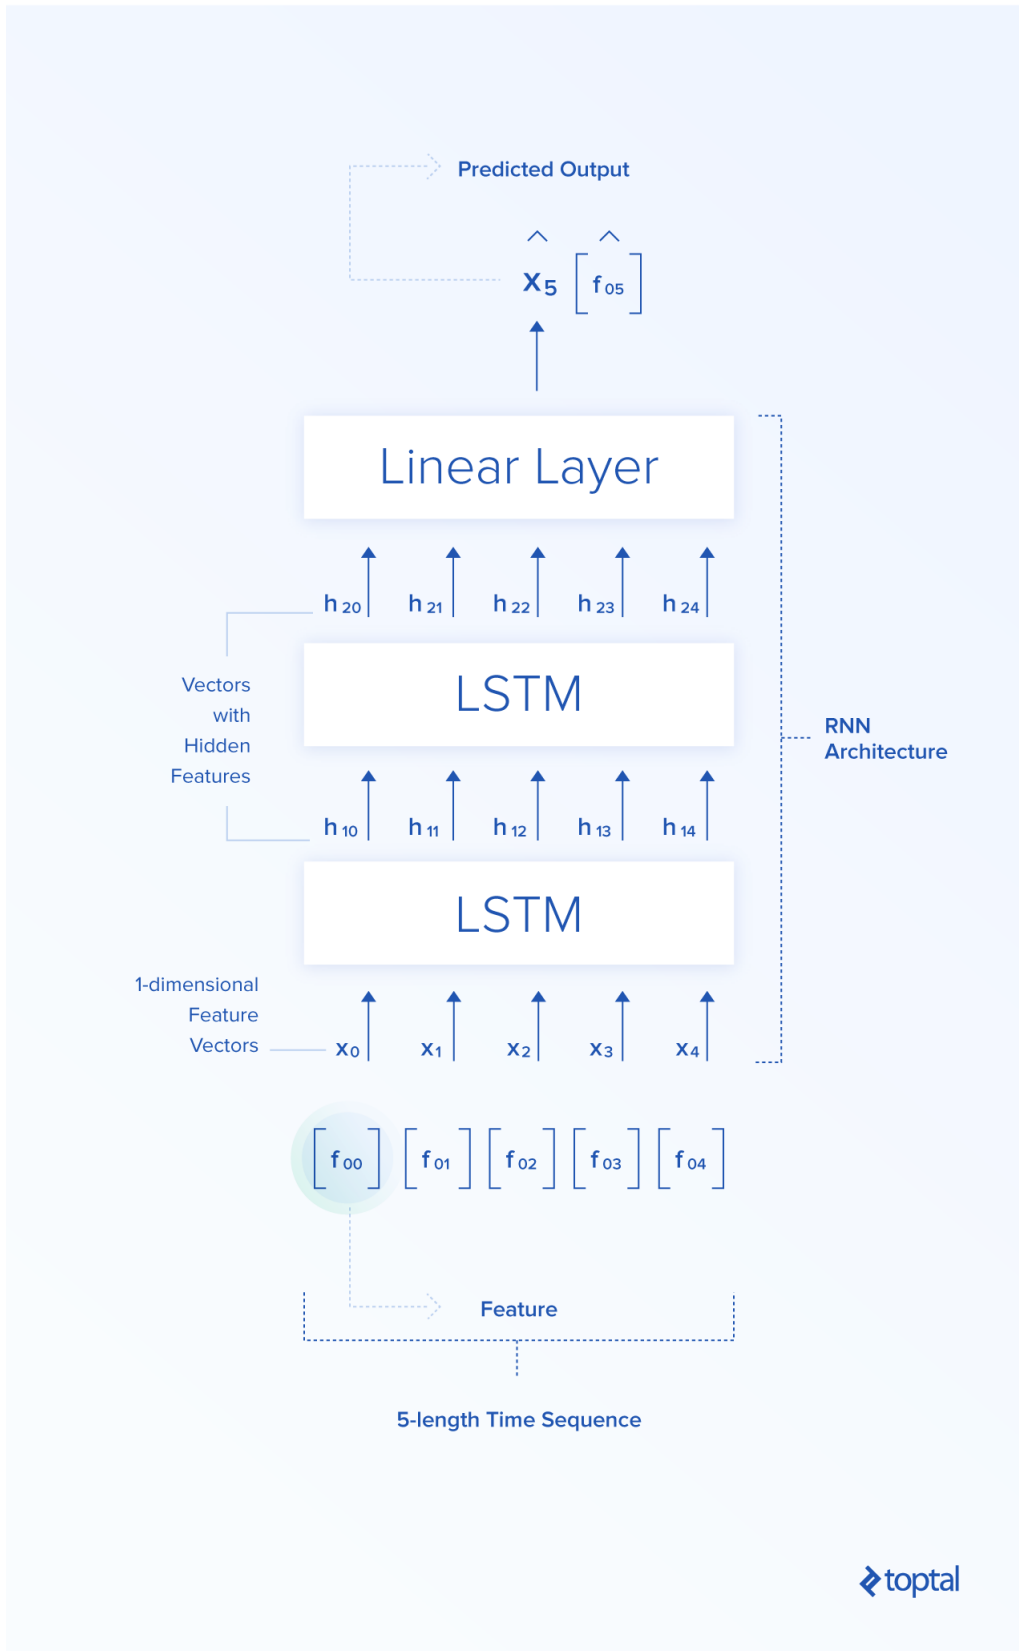 Predicted Output
^ ^
x5 [f05]
Linear Layer
h20 h21 h22 h23 h24
Vectors
with
Hidden
Features
LSTM
RNN
Architecture
h10 h11 h12 h13 h14
LSTM
1-dimensional
Feature
Vectors
x0 x1 x2 x3 x4
[f00] [f01] [f02] [f03] [f04]
Feature
5-length Time Sequence
toptal